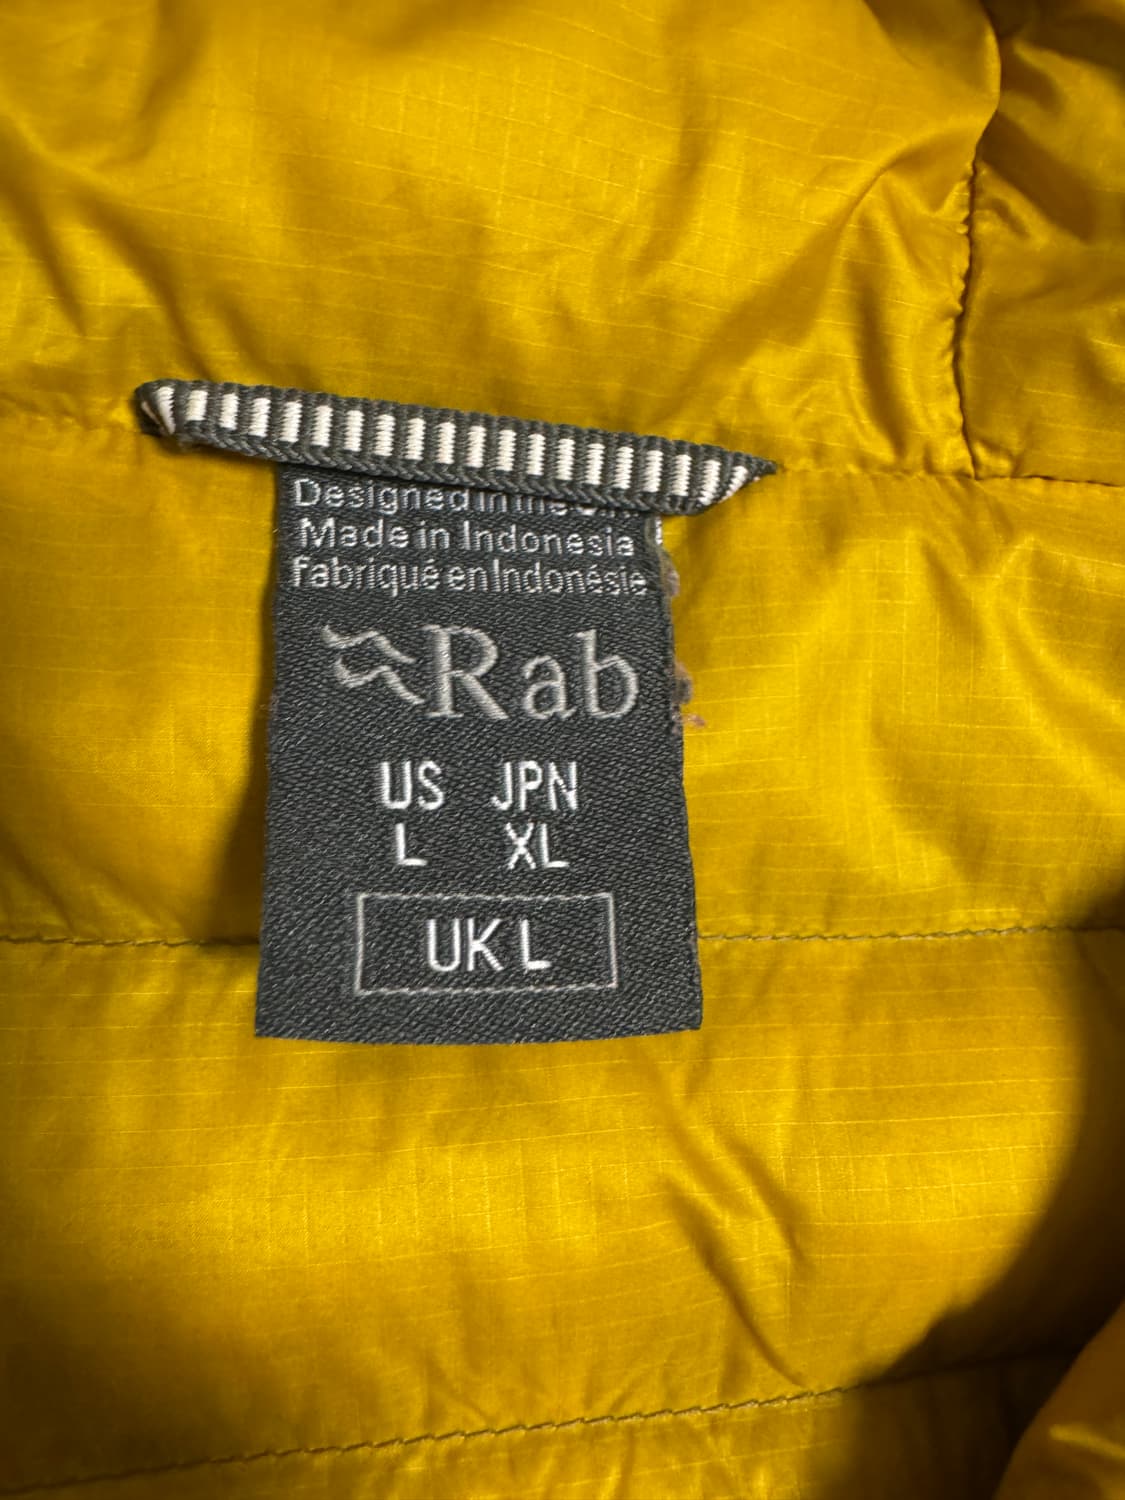 Designed in the
Made in Indonesia
fabriqué en Indonésie
Rab
US JPN
L XL
UK L